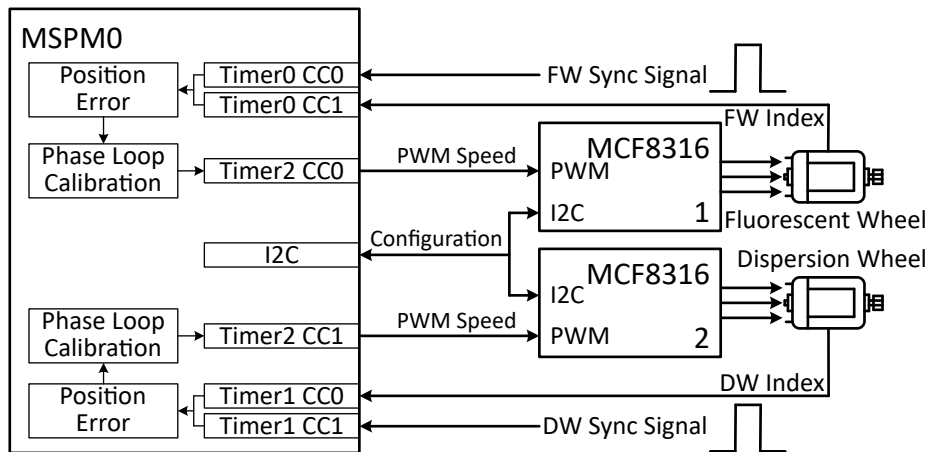 MSPM0
Position
Error
Timer0 CC0
Timer0 CC1
FW Sync Signal
FW Index
Phase Loop
Calibration
Timer2 CC0
PWM Speed
MCF8316
PWM
I2C
1
Fluorescent Wheel
I2C
Configuration
Dispersion Wheel
MCF8316
I2C
PWM
2
Phase Loop
Calibration
Timer2 CC1
PWM Speed
DW Index
Position
Error
Timer1 CC0
Timer1 CC1
DW Sync Signal